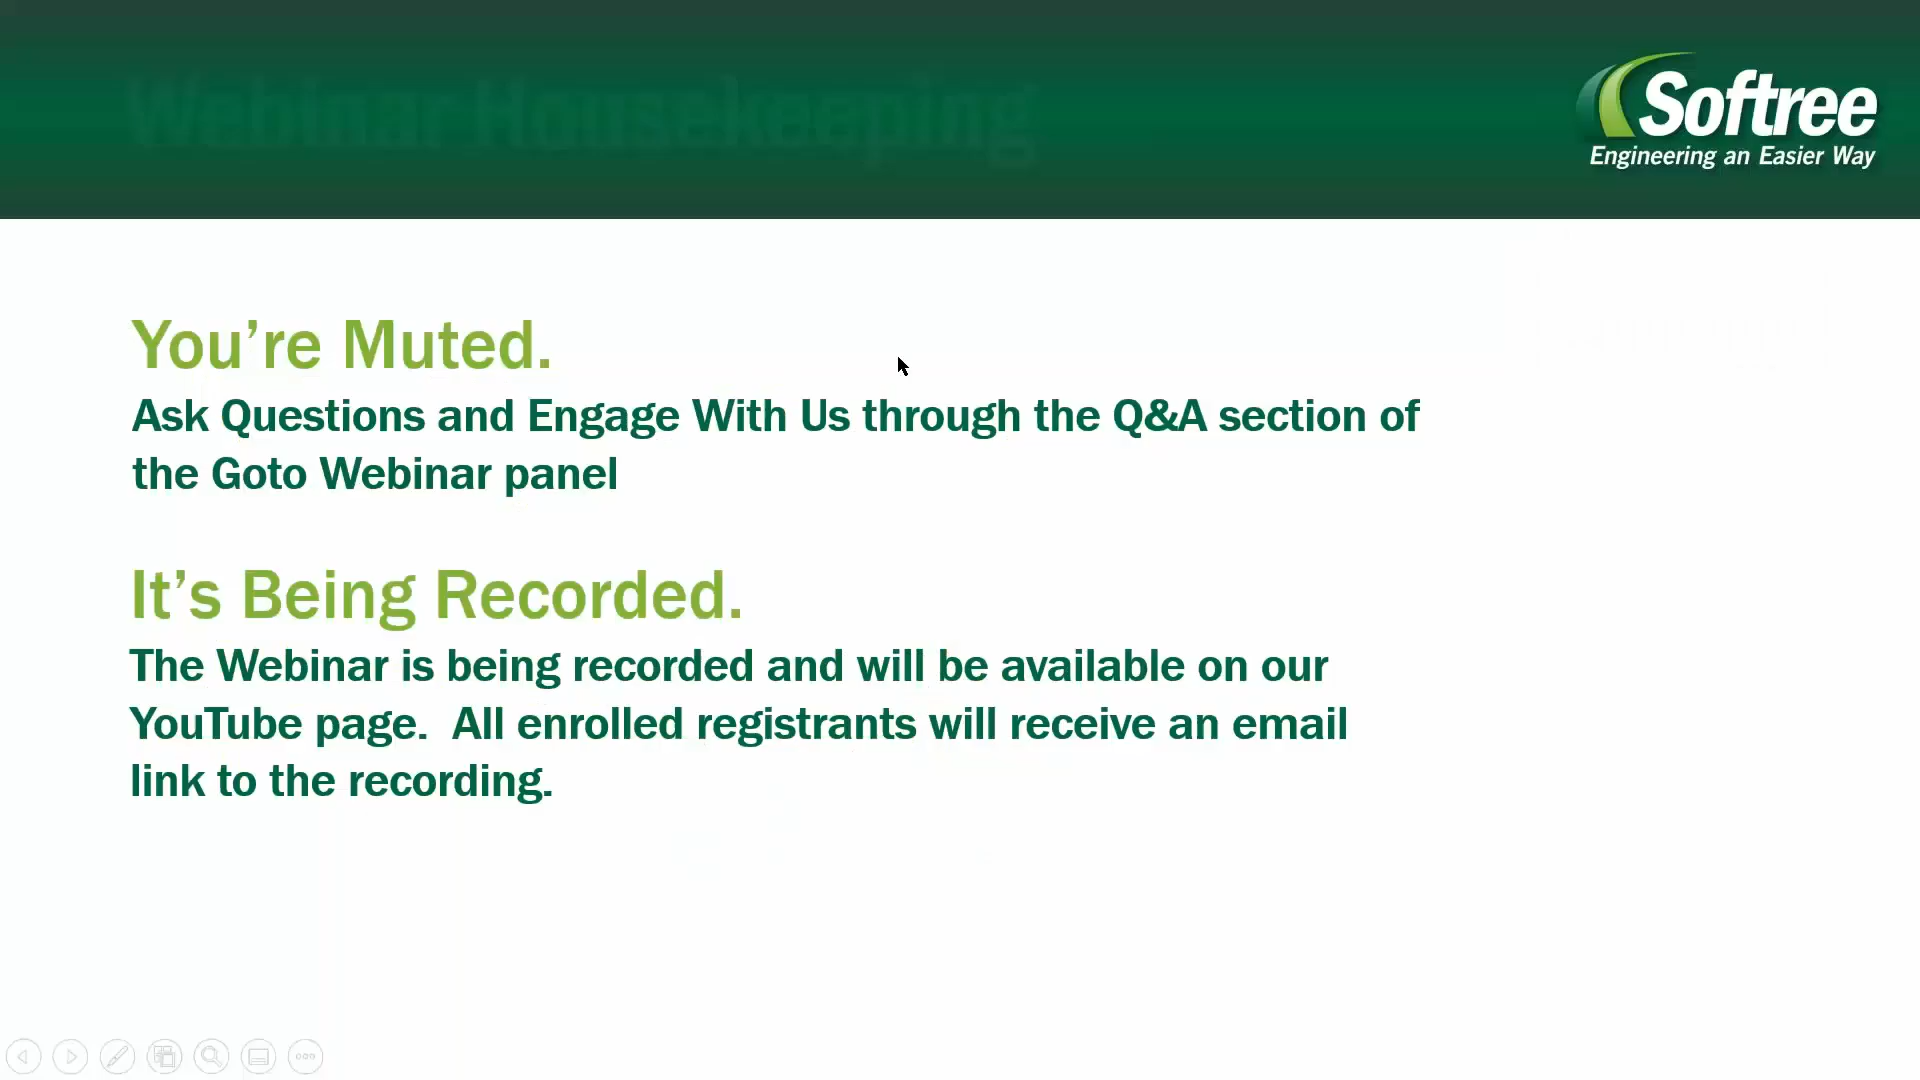 Webinar Housekeeping
Softree
Engineering an Easier Way
You're Muted.
Ask Questions and Engage With Us through the Q&A section of
the Goto Webinar panel
It's Being Recorded.
The Webinar is being recorded and will be available on our
YouTube page.  All enrolled registrants will receive an email
link to the recording.